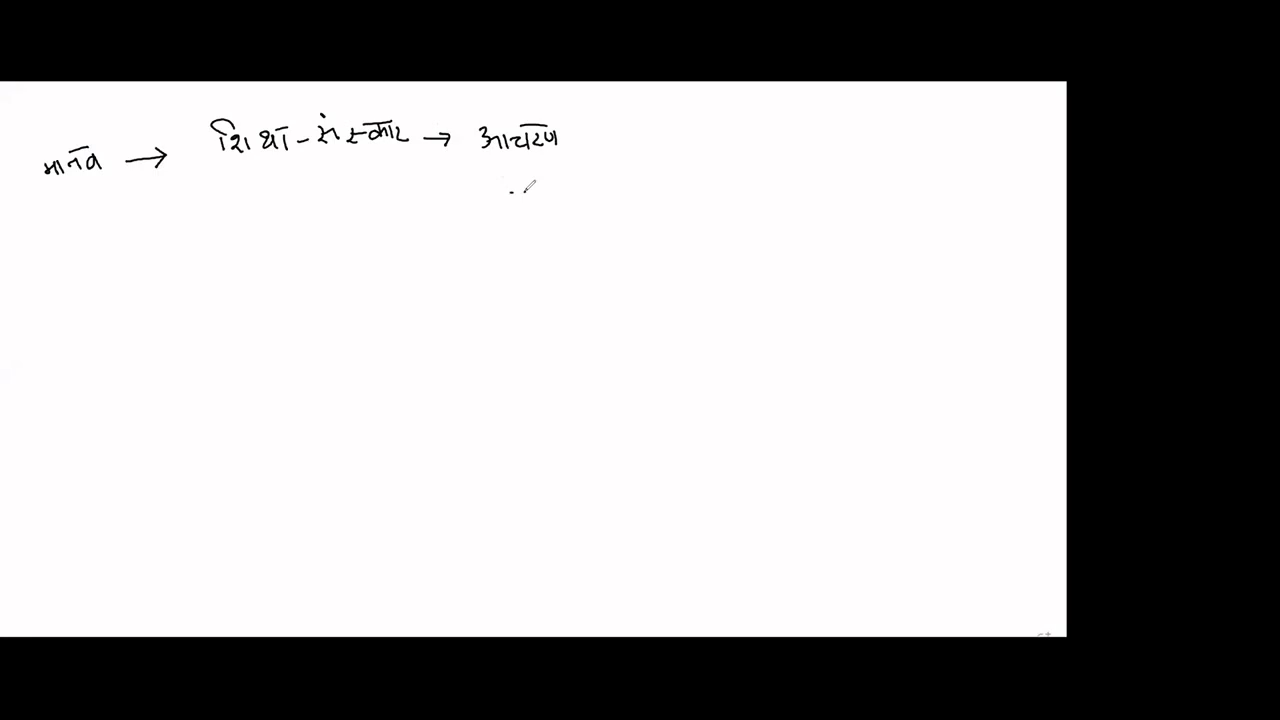 मानव → शिक्षा - संस्कार → आचरण